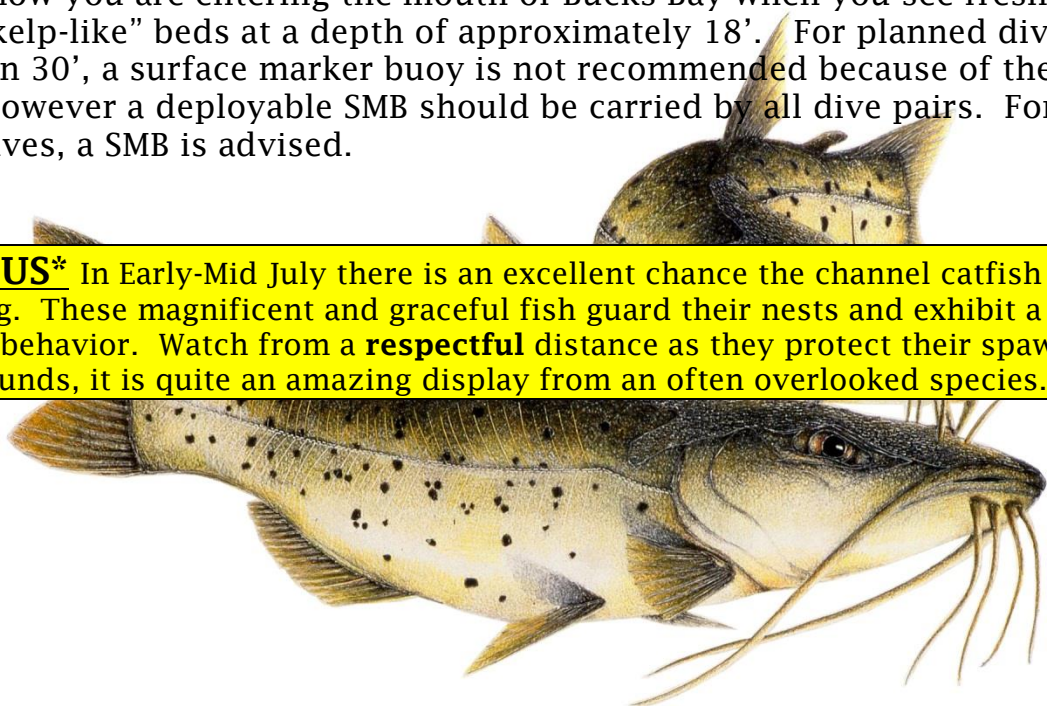 you are entering the mouth of Bucks Bay when you see
kelp-like” beds at a depth of approximately 18’.   For planned
30’, a surface marker buoy is not recommended because of the
owever a deployable SMB should be carried by all dive pairs.  For
ves, a SMB is advised.
US* In Early-Mid July there is an excellent chance the channel catfish
g.  These magnificent and graceful fish guard their nests and exhibit a
behavior.  Watch from a respectful distance as they protect their spaw
unds, it is quite an amazing display from an often overlooked species.